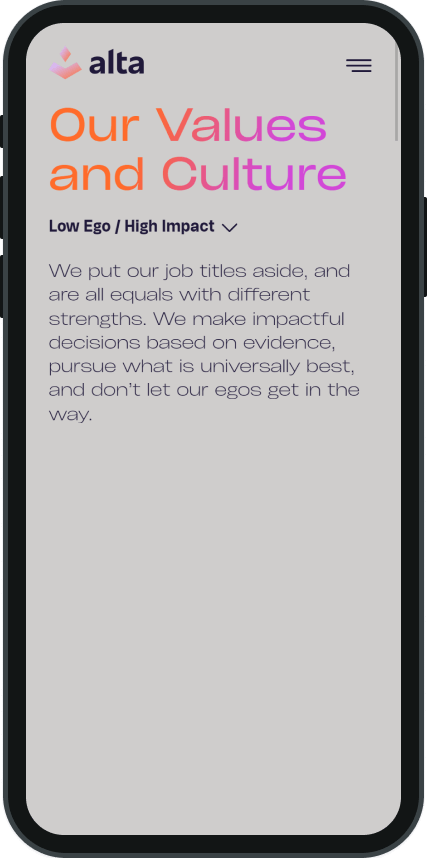 alta
Our Values
and Culture
Low Ego / High Impact
We put our job titles aside, and
are all equals with different
strengths. We make impactful
decisions based on evidence,
pursue what is universally best,
and don’t let our egos get in the
way.